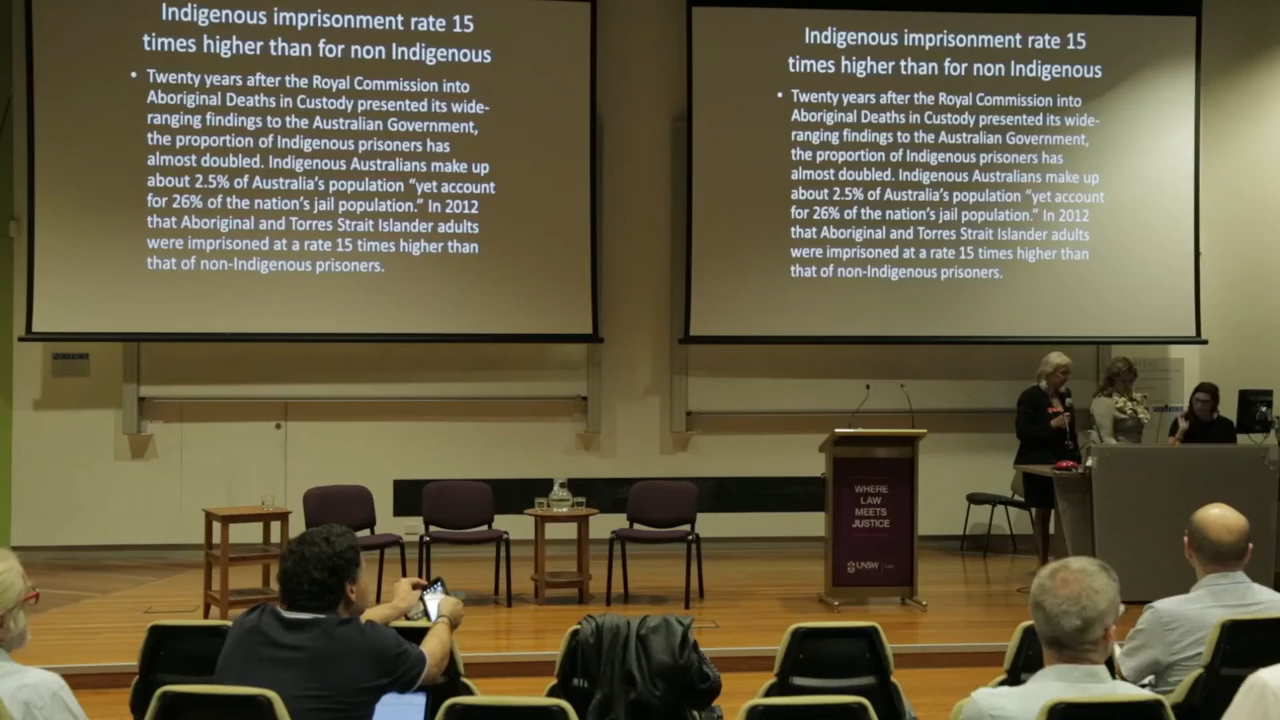 Indigenous imprisonment rate 15
times higher than for non Indigenous
• Twenty years after the Royal Commission into
Aboriginal Deaths in Custody presented its wide-
ranging findings to the Australian Government,
the proportion of Indigenous prisoners has
almost doubled. Indigenous Australians make up
about 2.5% of Australia's population “yet account
for 26% of the nation's jail population.” In 2012
that Aboriginal and Torres Strait Islander adults
were imprisoned at a rate 15 times higher than
that of non-Indigenous prisoners.
Indigenous imprisonment rate 15
times higher than for non Indigenous
• Twenty years after the Royal Commission into
Aboriginal Deaths in Custody presented its wide-
ranging findings to the Australian Government,
the proportion of Indigenous prisoners has
almost doubled. Indigenous Australians make up
about 2.5% of Australia's population “yet account
for 26% of the nation's jail population.” In 2012
that Aboriginal and Torres Strait Islander adults
were imprisoned at a rate 15 times higher than
that of non-Indigenous prisoners.
WHERE
LAW
MEETS
JUSTICE
UNSW Law